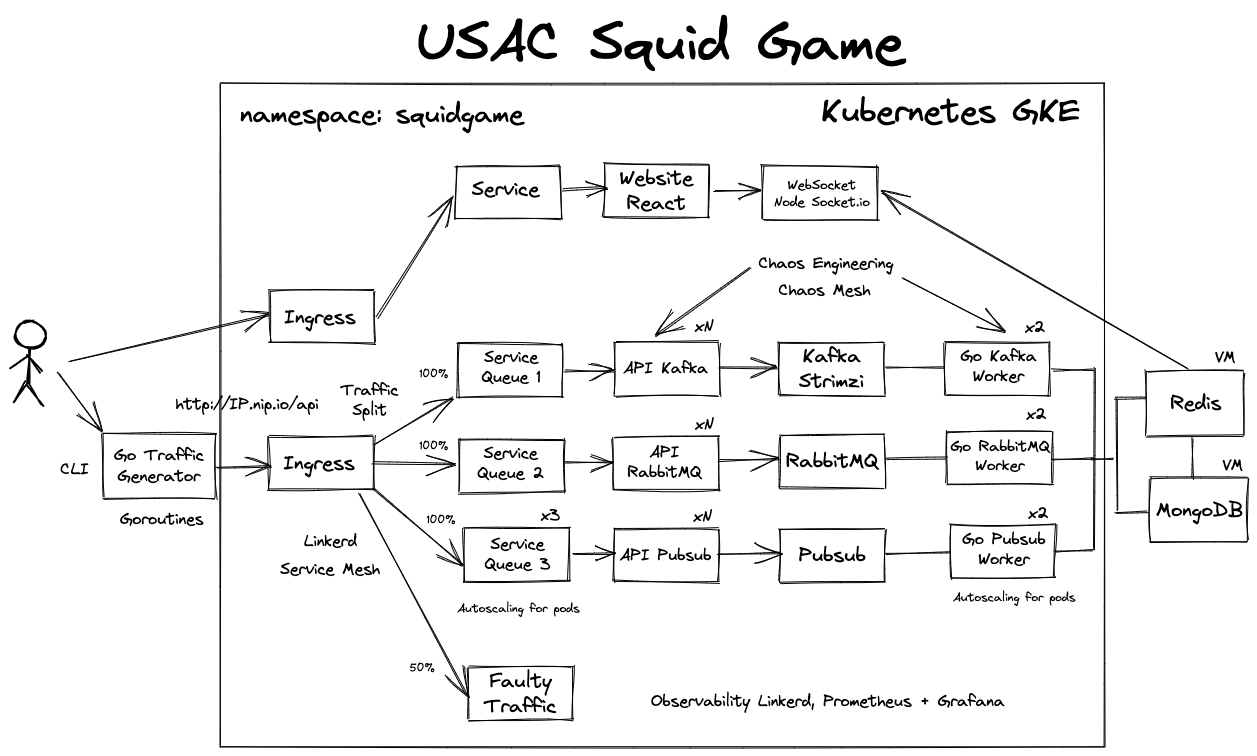 USAC Squid Game
namespace: squidgame
Kubernetes GKE
Service
Website
React
WebSocket
Node Socket.io
Chaos Engineering
Chaos Mesh
Ingress
xN
x2
100%
Service
Queue 1
API Kafka
Kafka
Strimzi
Go Kafka
Worker
VM
Redis
http://IP.nip.io/api
Traffic
Split
CLI
Go Traffic
Generator
Goroutines
Ingress
100%
Service
Queue 2
xN
API
RabbitMQ
RabbitMQ
x2
Go RabbitMQ
Worker
VM
MongoDB
Linkerd
Service Mesh
100%
x3
Service
Queue 3
xN
API Pubsub
Pubsub
x2
Go Pubsub
Worker
Autoscaling for pods
Autoscaling for pods
50%
Faulty
Traffic
Observability Linkerd, Prometheus + Grafana